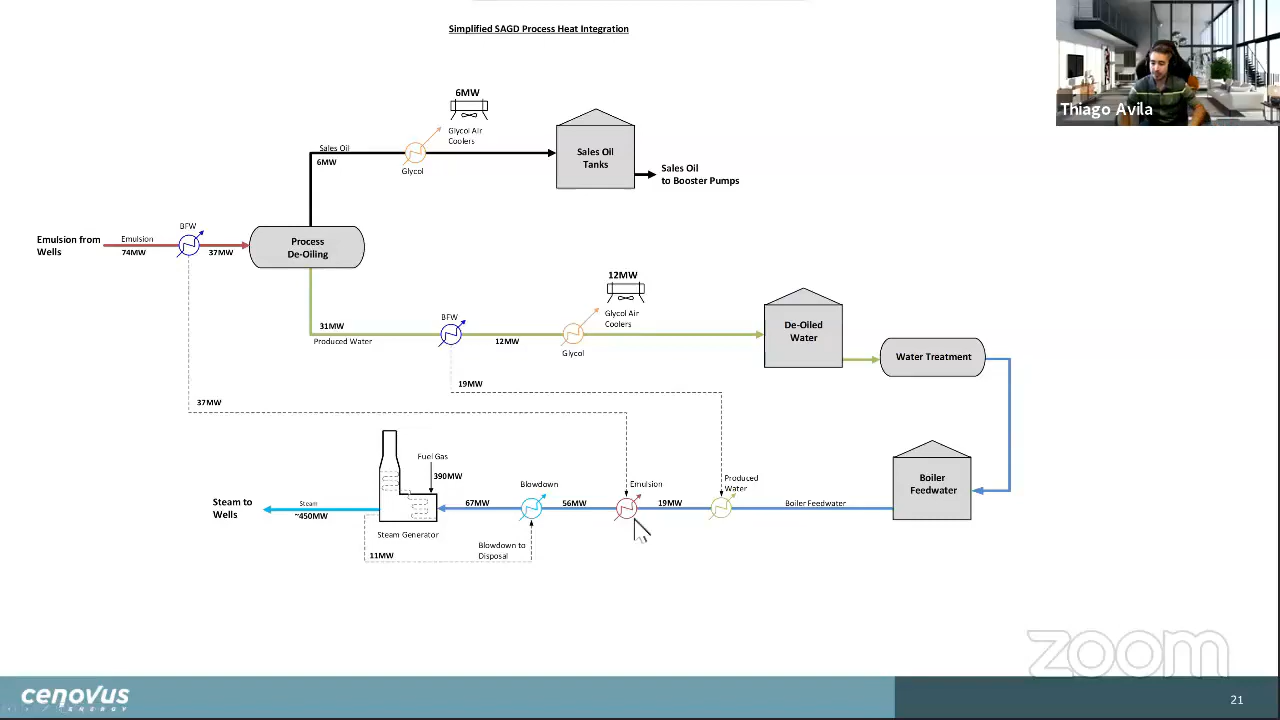 Simplified SAGD Process Heat Integration
Thiago Avila
6MW
Glycol Air
Coolers
Sales Oil
6MW
Glycol
Sales Oil
Tanks
Sales Oil
to Booster Pumps
BFW
Emulsion from
Wells
Emulsion
74MW
37MW
Process
De-Oiling
12MW
Glycol Air
Coolers
31MW
Produced Water
BFW
12MW
Glycol
De-Oiled
Water
Water Treatment
19MW
37MW
Fuel Gas
390MW
Steam to
Wells
Steam
~450MW
Steam Generator
11MW
67MW
Blowdown
Blowdown to
Disposal
56MW
Emulsion
19MW
Produced
Water
Boiler Feedwater
Boiler
Feedwater
zoom
cenovus
ENERGY
21